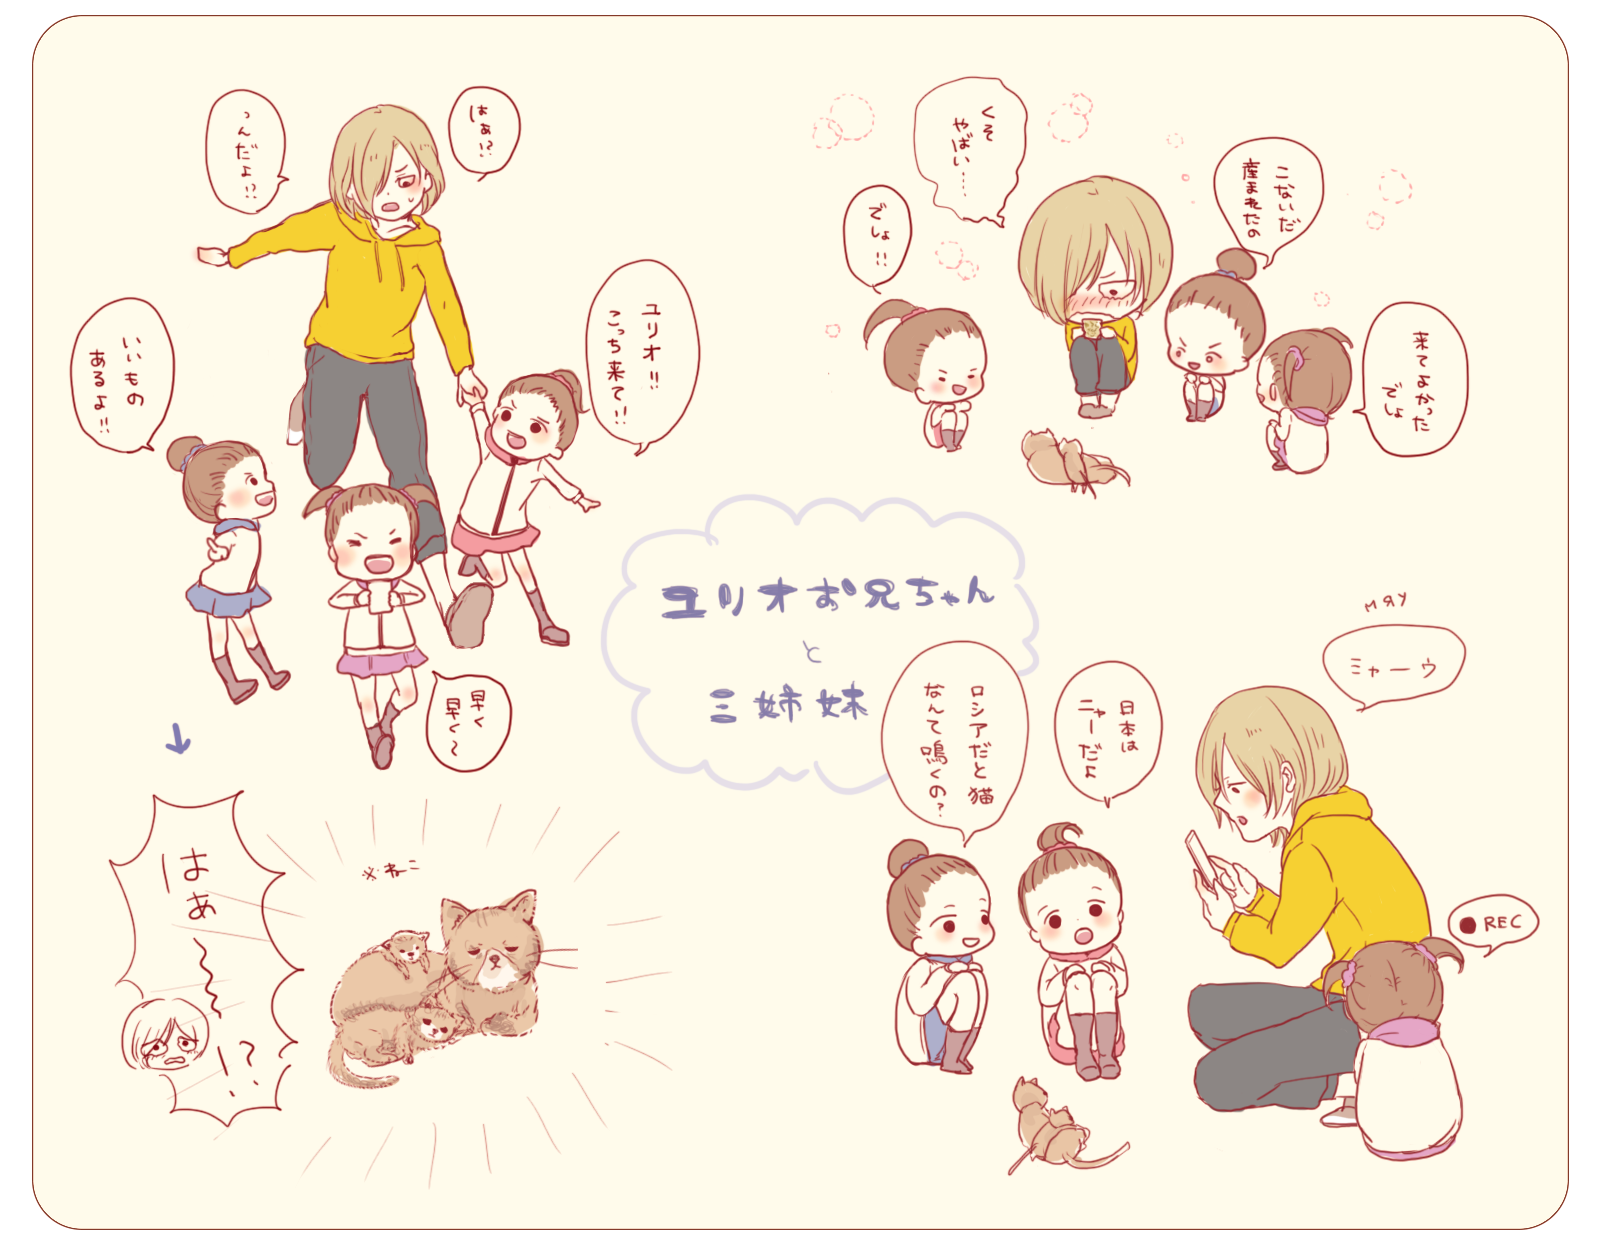 はぁ!?
っんだよ!?
ユリオ!!
こっち来て!!
いいもの
あるよ!!
早く
早く〜
↓
はぁ
〜〜!?
※ねこ
くそ
やばい……
でしょ!!
こないだ
産まれたの
来てよかった
でしょ
ユリオお兄ちゃん
と
三姉妹
ロシアだと猫
なんて鳴くの?
日本は
ニャーだよ
мяу
ミャーウ
●REC